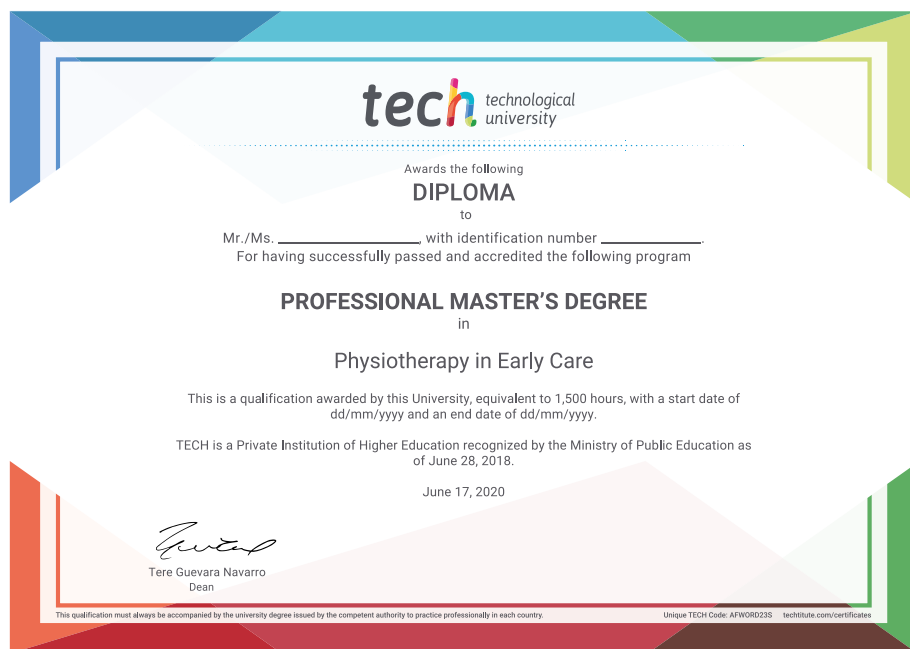 tech technological
university
Awards the following
DIPLOMA
to
Mr./Ms. ________________, with identification number ____________.
For having successfully passed and accredited the following program
PROFESSIONAL MASTER'S DEGREE
in
Physiotherapy in Early Care
This is a qualification awarded by this University, equivalent to 1,500 hours, with a start date of
dd/mm/yyyy and an end date of dd/mm/yyyy.
TECH is a Private Institution of Higher Education recognized by the Ministry of Public Education as
of June 28, 2018.
June 17, 2020
Tere Guevara Navarro
Dean
This qualification must always be accompanied by the university degree issued by the competent authority to practice professionally in each country.
Unique TECH Code: AFWORD23S techtitute.com/certificates